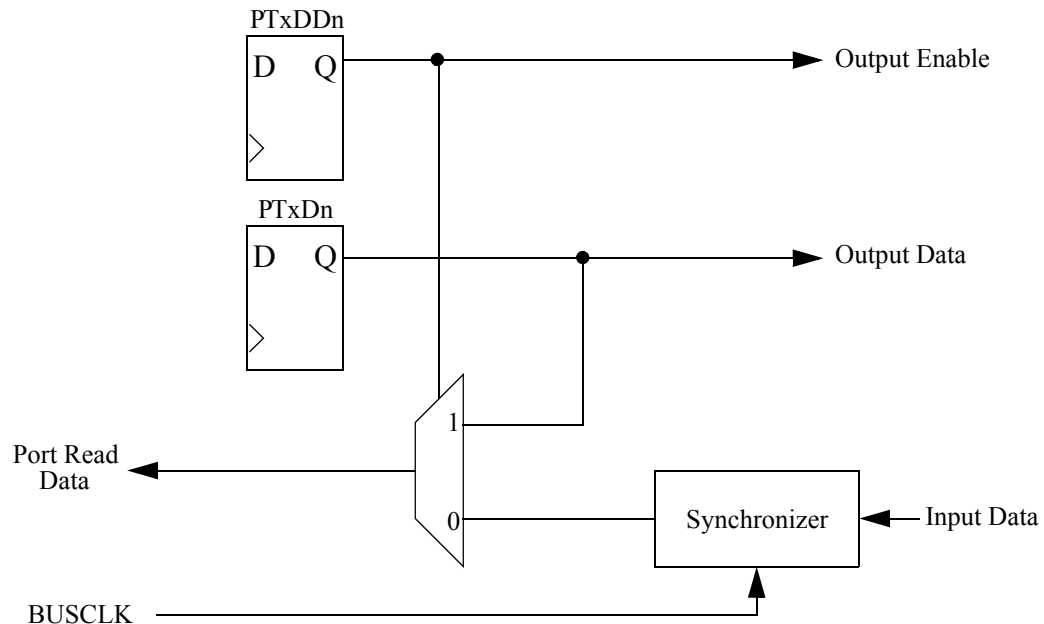 PTxDDn
D Q
Output Enable
PTxDn
D Q
Output Data
1
Port Read
Data
0
Synchronizer
Input Data
BUSCLK